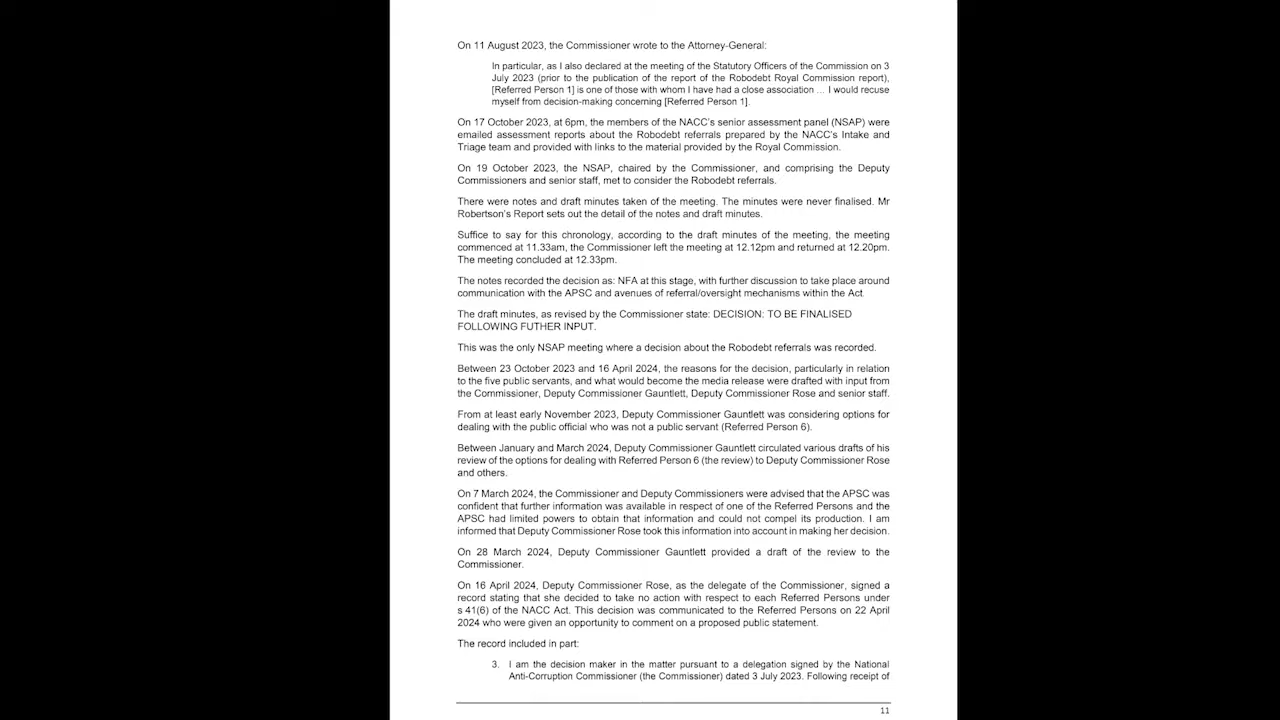 On 11 August 2023, the Commissioner wrote to the Attorney-General:
In particular, as I also declared at the meeting of the Statutory Officers of the Commission on 3
July 2023 (prior to the publication of the report of the Robodebt Royal Commission report),
[Referred Person 1] is one of those with whom I have had a close association ... I would recuse
myself from decision-making concerning [Referred Person 1].
On 17 October 2023, at 6pm, the members of the NACC's senior assessment panel (NSAP) were
emailed assessment reports about the Robodebt referrals prepared by the NACC's Intake and
Triage team and provided with links to the material provided by the Royal Commission.
On 19 October 2023, the NSAP, chaired by the Commissioner, and comprising the Deputy
Commissioners and senior staff, met to consider the Robodebt referrals.
There were notes and draft minutes taken of the meeting. The minutes were never finalised. Mr
Robertson's Report sets out the detail of the notes and draft minutes.
Suffice to say for this chronology, according to the draft minutes of the meeting, the meeting
commenced at 11.33am, the Commissioner left the meeting at 12.12pm and returned at 12.20pm.
The meeting concluded at 12.33pm.
The notes recorded the decision as: NFA at this stage, with further discussion to take place around
communication with the APSC and avenues of referral/oversight mechanisms within the Act.
The draft minutes, as revised by the Commissioner state: DECISION: TO BE FINALISED
FOLLOWING FUTHER INPUT.
This was the only NSAP meeting where a decision about the Robodebt referrals was recorded.
Between 23 October 2023 and 16 April 2024, the reasons for the decision, particularly in relation
to the five public servants, and what would become the media release were drafted with input from
the Commissioner, Deputy Commissioner Gauntlett, Deputy Commissioner Rose and senior staff.
From at least early November 2023, Deputy Commissioner Gauntlett was considering options for
dealing with the public official who was not a public servant (Referred Person 6).
Between January and March 2024, Deputy Commissioner Gauntlett circulated various drafts of his
review of the options for dealing with Referred Person 6 (the review) to Deputy Commissioner Rose
and others.
On 7 March 2024, the Commissioner and Deputy Commissioners were advised that the APSC was
confident that further information was available in respect of one of the Referred Persons and the
APSC had limited powers to obtain that information and could not compel its production. I am
informed that Deputy Commissioner Rose took this information into account in making her decision.
On 28 March 2024, Deputy Commissioner Gauntlett provided a draft of the review to the
Commissioner.
On 16 April 2024, Deputy Commissioner Rose, as the delegate of the Commissioner, signed a
record stating that she decided to take no action with respect to each Referred Persons under
s 41(6) of the NACC Act. This decision was communicated to the Referred Persons on 22 April
2024 who were given an opportunity to comment on a proposed public statement.
The record included in part:
3. I am the decision maker in the matter pursuant to a delegation signed by the National
Anti-Corruption Commissioner (the Commissioner) dated 3 July 2023. Following receipt of
11